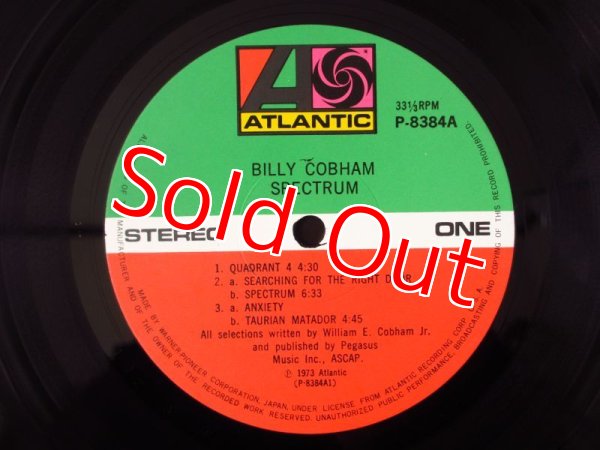 ATLANTIC
33⅓RPM
P-8384A
BILLY COBHAM
SPECTRUM
STEREO
ONE
Sold Out
1. QUADRANT 4 4:30
2. a. SEARCHING FOR THE RIGHT DOOR
b. SPECTRUM 6:33
3. a. ANXIETY
b. TAURIAN MATADOR 4:45
All selections written by William E. Cobham Jr.
and published by Pegasus
Music Inc., ASCAP.
℗ 1973 Atlantic
(P-8384A1)
MADE BY WARNER-PIONEER CORPORATION, JAPAN, UNDER LICENSE FROM ATLANTIC RECORDING CORP. U.S.A.
MANUFACTURER AND OF THE OWNER OF THE RECORDED WORK RESERVED. UNAUTHORIZED PUBLIC PERFORMANCE, BROADCASTING AND COPYING OF THIS RECORD PROHIBITED.